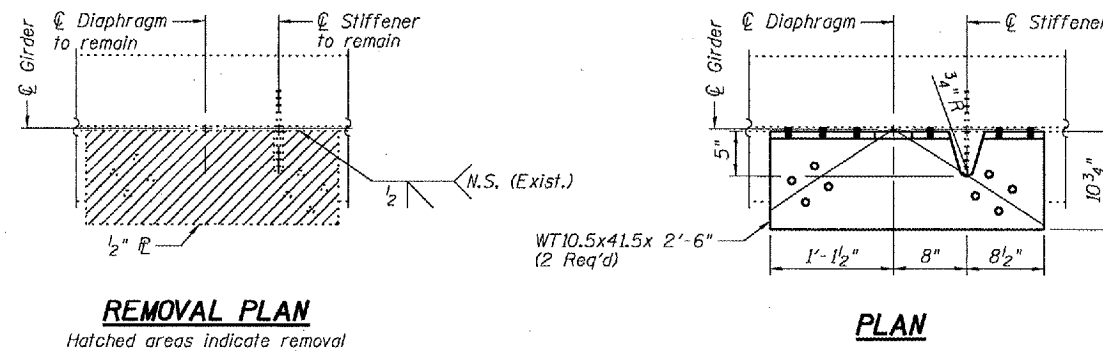 ℄ Diaphragm
to remain
℄ Stiffener
to remain
℄ Girder
N.S. (Exist.)
1/2
1/2" ℄
REMOVAL PLAN
Hatched areas indicate removal
℄ Diaphragm
℄ Stiffener
℄ Girder
3/4" R
5"
10 3/4"
WT10.5x41.5x 2'-6"
(2 Req'd)
1'-1 1/2"
8"
8 1/2"
PLAN